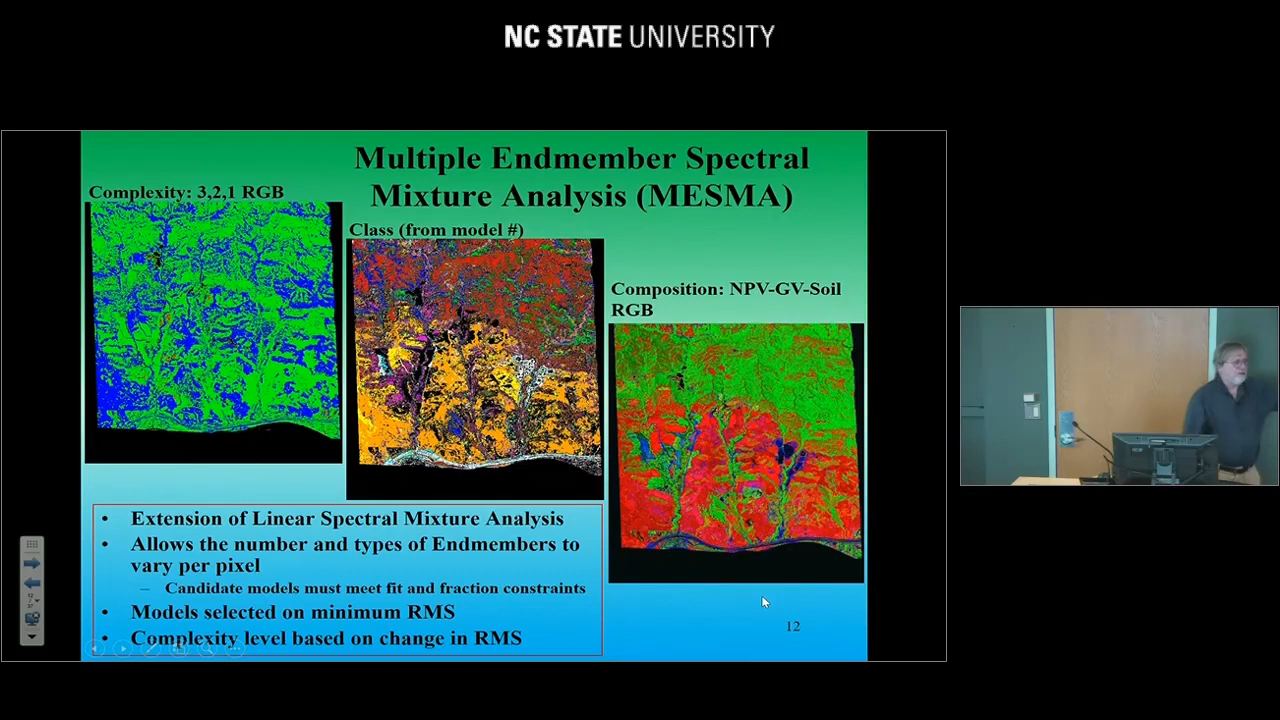 NC STATE UNIVERSITY
Multiple Endmember Spectral
Mixture Analysis (MESMA)
Complexity: 3,2,1 RGB
Class (from model #)
Composition: NPV-GV-Soil
RGB
• Extension of Linear Spectral Mixture Analysis
• Allows the number and types of Endmembers to
vary per pixel
– Candidate models must meet fit and fraction constraints
• Models selected on minimum RMS
• Complexity level based on change in RMS
12